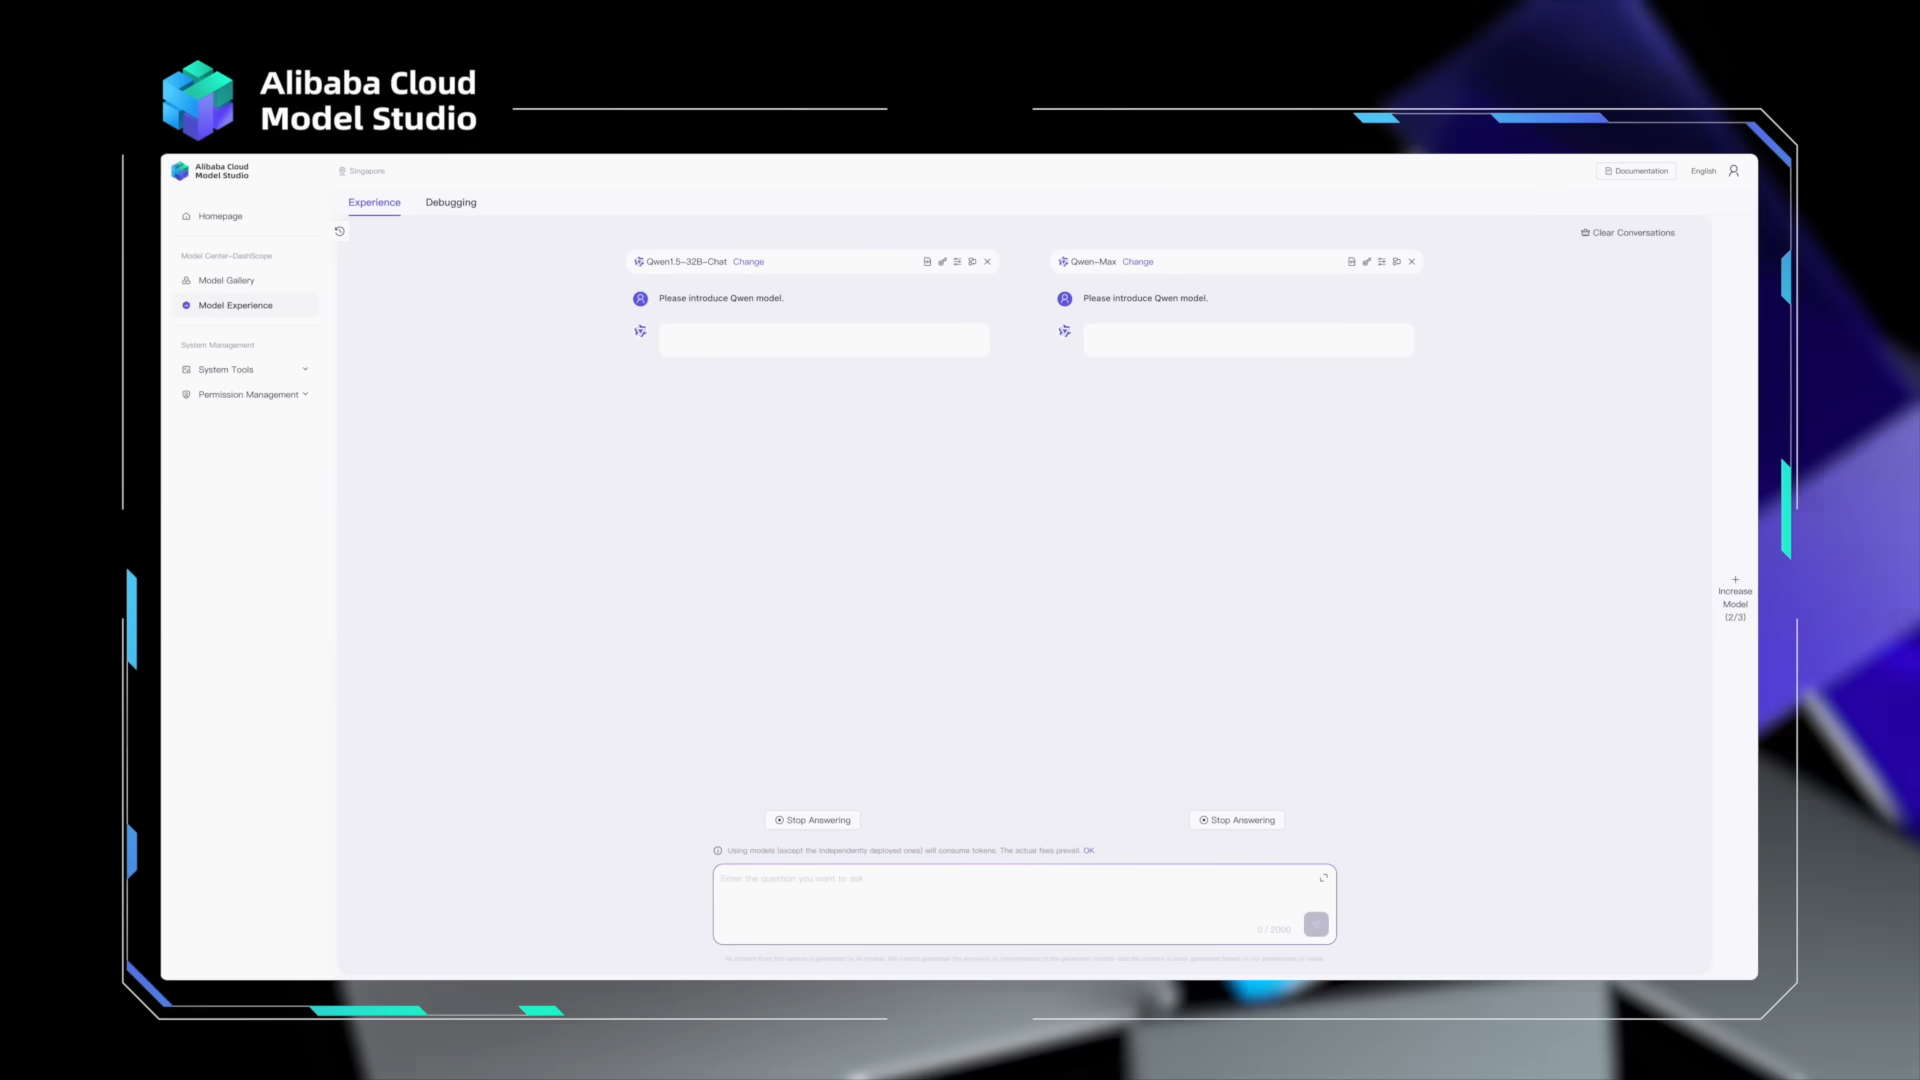 Alibaba Cloud
Model Studio
Alibaba Cloud
Model Studio
Singapore
Documentation
English
Homepage
Experience
Debugging
Clear Conversations
Model Center-DashScope
Model Gallery
Model Experience
System Management
System Tools
Permission Management
Qwen1.5-32B-Chat Change
Please introduce Qwen model.
Qwen-Max Change
Please introduce Qwen model.
+
Increase
Model
(2/3)
Stop Answering
Stop Answering
Using models (except the independently deployed ones) will consume tokens. The actual fees prevail. OK
Enter the question you want to ask
0 / 2000